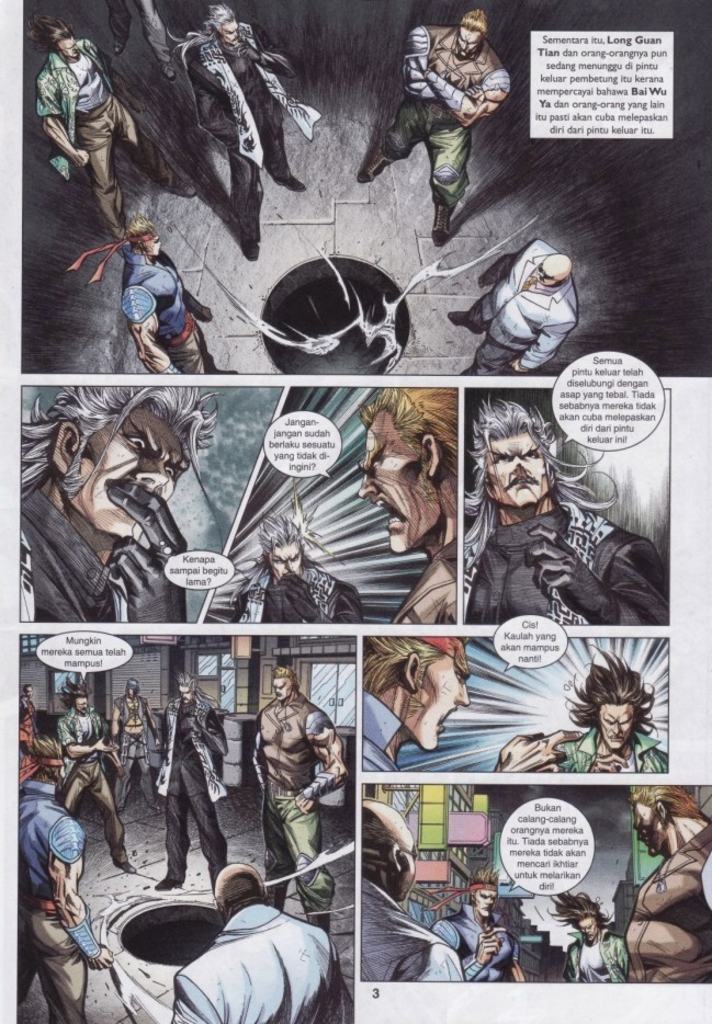 Sementara itu, Long Guan
Tian dan orang-orangnya pun
sedang menunggu di pintu
keluar pembetung itu kerana
mempercayai bahawa Bai Wu
Ya dan orang-orang yang lain
itu pasti akan cuba melepaskan
diri dari pintu keluar itu.
Kenapa
sampai begitu
lama?
Jangan-
jangan sudah
berlaku sesuatu
yang tidak di-
ingini?
Semua
pintu keluar telah
diselubungi dengan
asap yang tebal. Tiada
sebabnya mereka tidak
akan cuba melepaskan
diri melalui pintu
keluar ini!
Mungkin
mereka semua telah
mampus!
Cis!
Kaulah yang
akan mampus
nanti!
Bukan
calang-calang
orangnya mereka
itu. Tiada sebabnya
mereka tidak akan
mencari ikhtiar
untuk melarikan
diri!
3